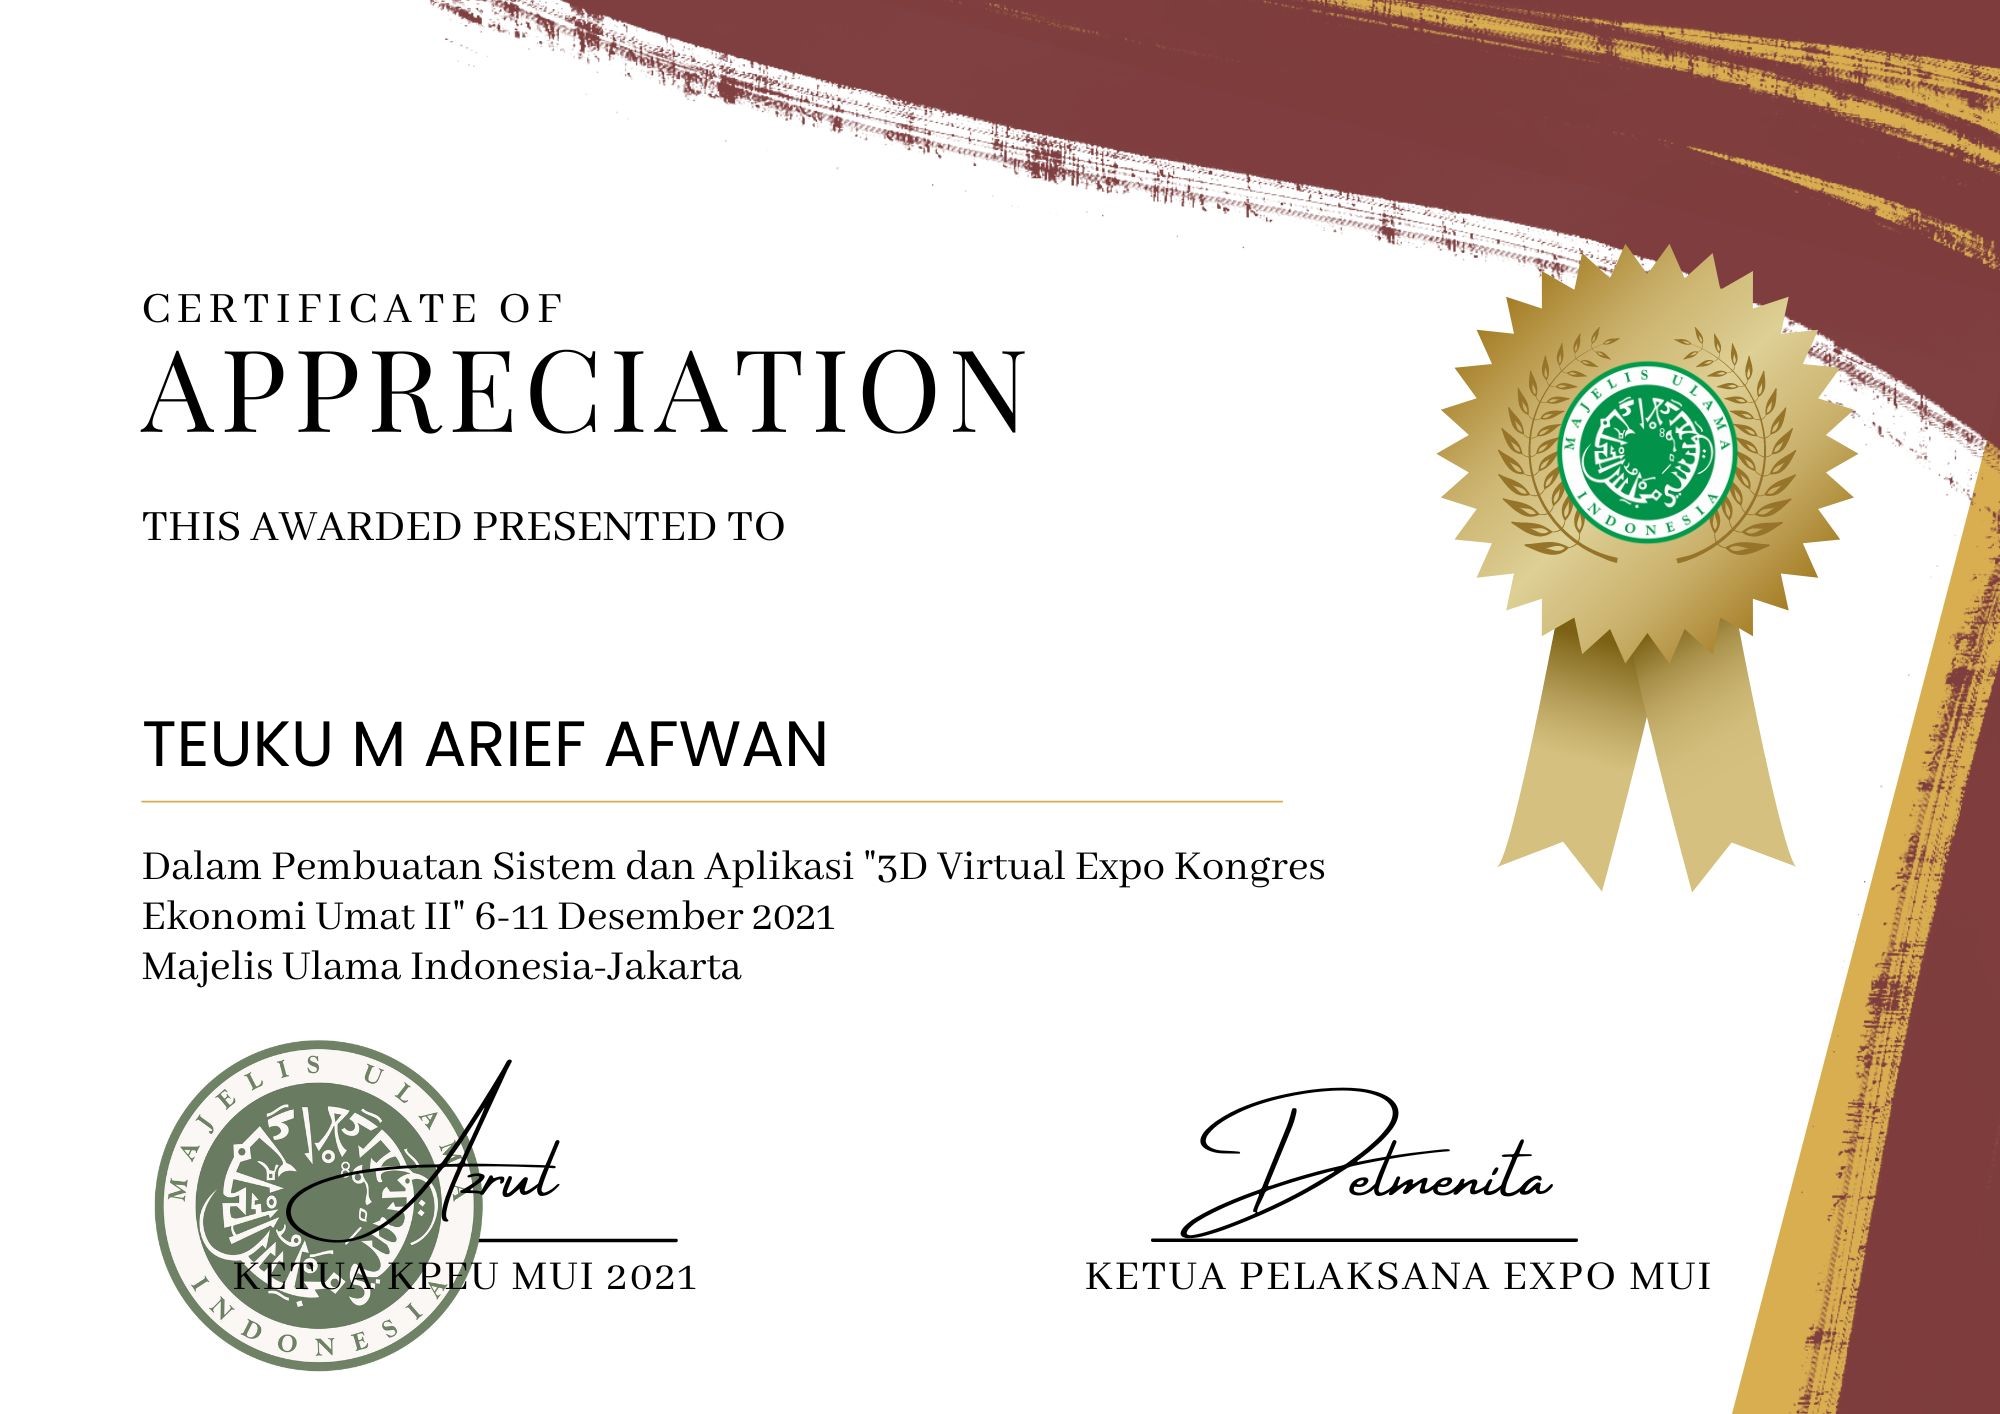 CERTIFICATE OF
APPRECIATION
MAJELIS ULAMA
INDONESIA
THIS AWARDED PRESENTED TO
TEUKU M ARIEF AFWAN
Dalam Pembuatan Sistem dan Aplikasi "3D Virtual Expo Kongres
Ekonomi Umat II" 6-11 Desember 2021
Majelis Ulama Indonesia-Jakarta
MAJELIS ULAMA
INDONESIA
Azrul
Detmenita
KETUA KPEU MUI 2021
KETUA PELAKSANA EXPO MUI